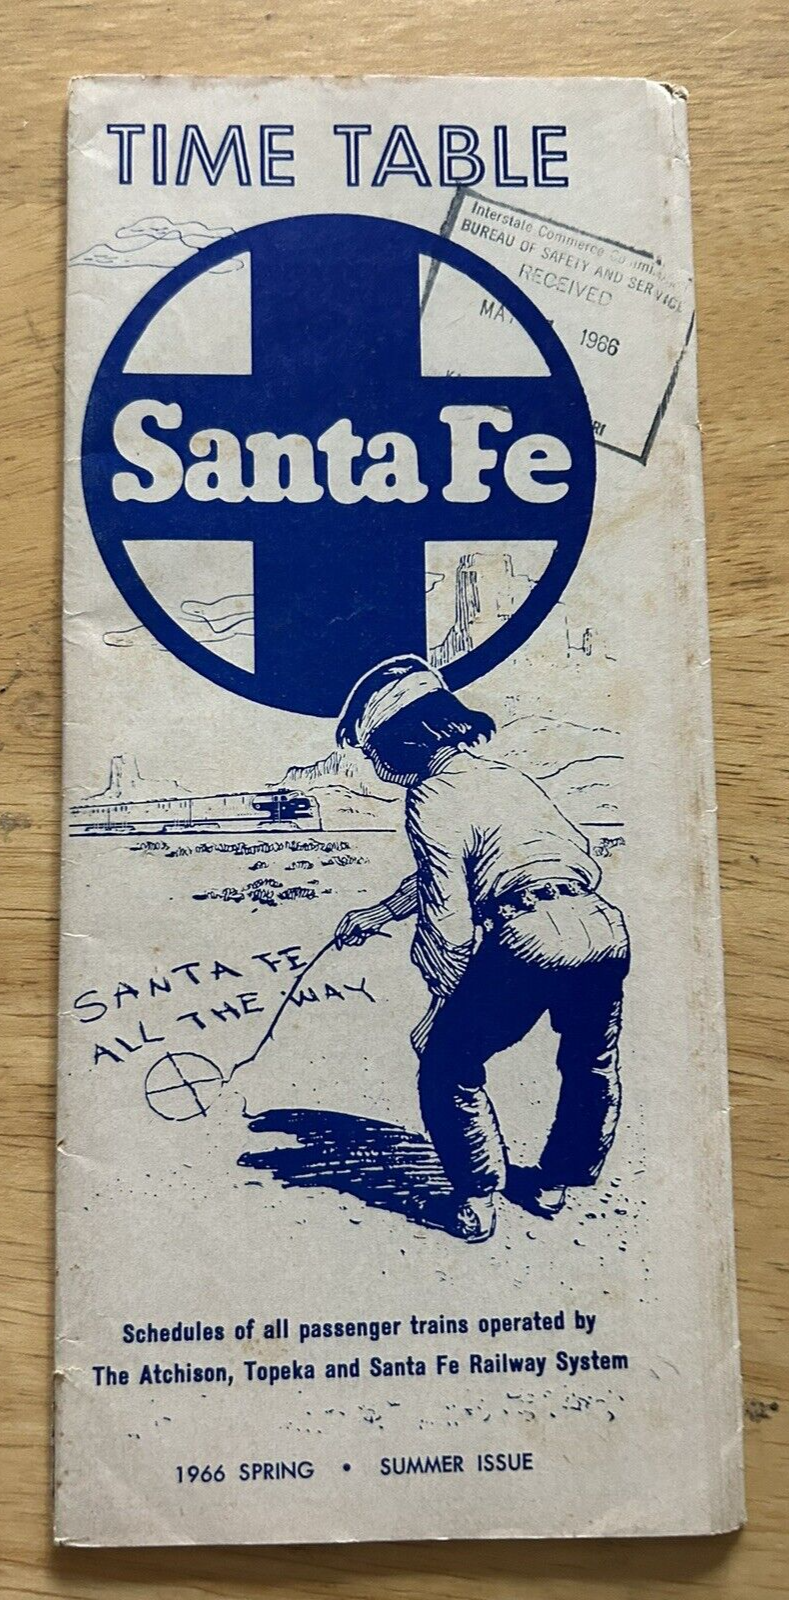 TIME TABLE
Interstate Commerce
BUREAU OF SAFETY AND SERVICE
RECEIVED
1966
Santa Fe
SANTA FE
ALL THE WAY
Schedules of all passenger trains operated by
The Atchison, Topeka and Santa Fe Railway System
1966 SPRING • SUMMER ISSUE